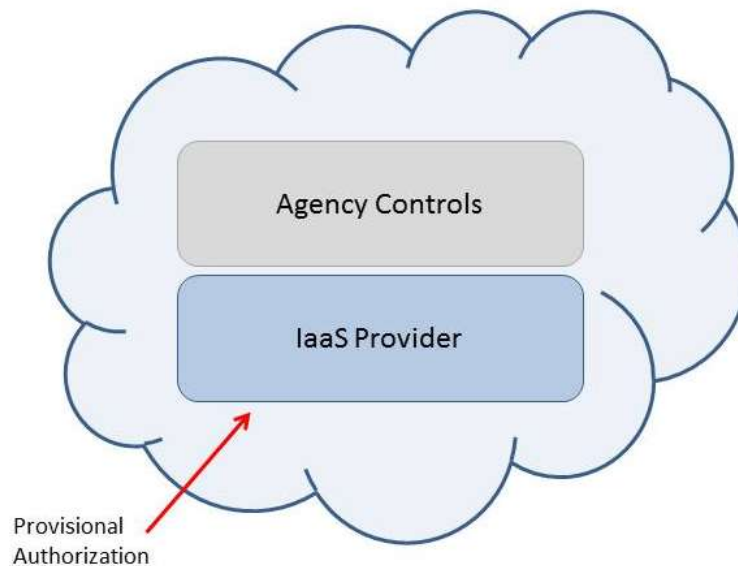 Agency Controls
IaaS Provider
Provisional
Authorization